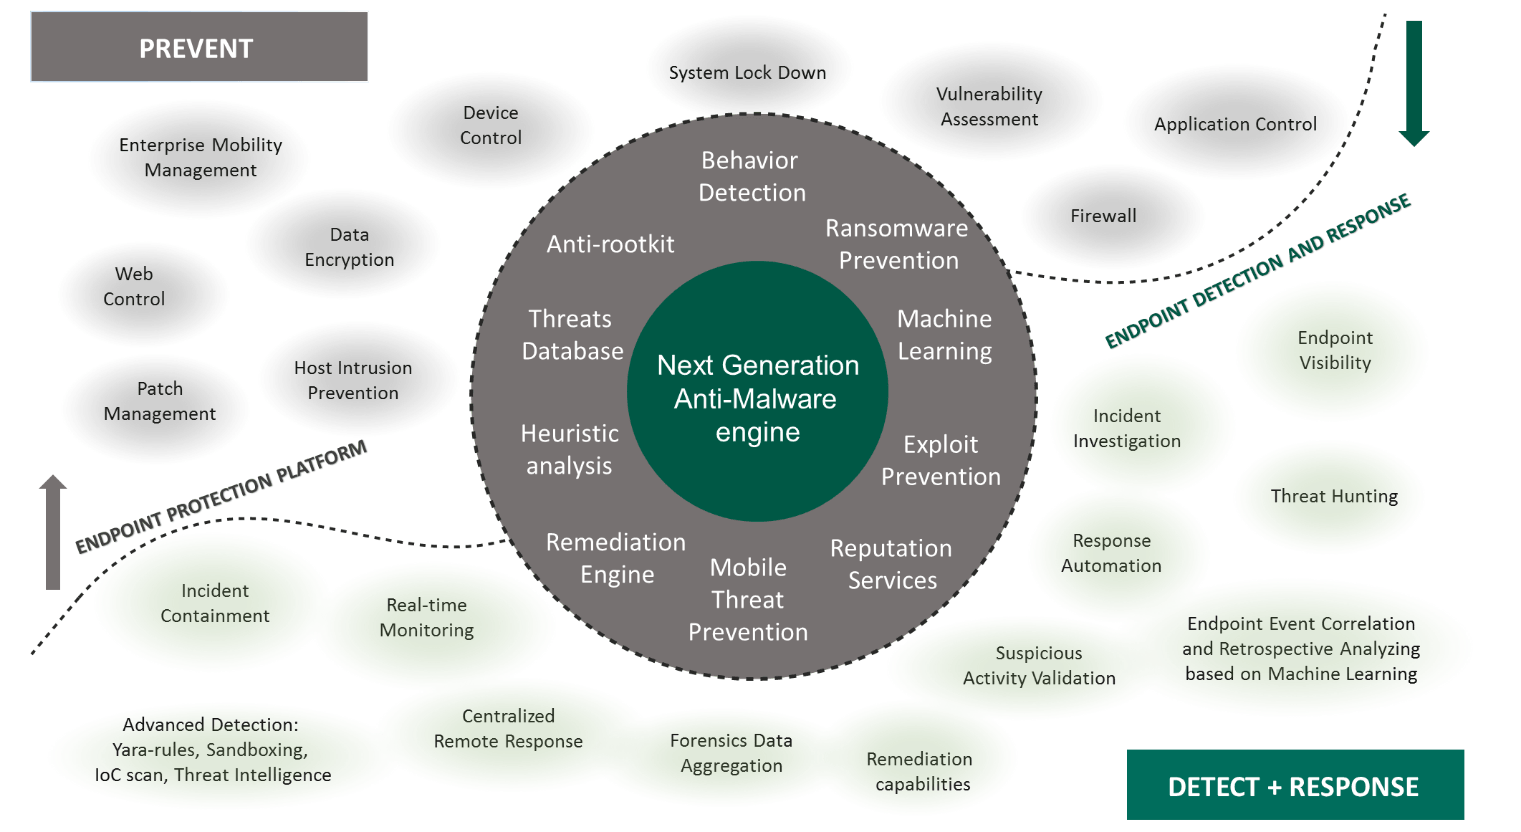 PREVENT
System Lock Down
Device
Control
Vulnerability
Assessment
Application Control
Enterprise Mobility
Management
Data
Encryption
Firewall
Web
Control
Host Intrusion
Prevention
Patch
Management
ENDPOINT PROTECTION PLATFORM
ENDPOINT DETECTION AND RESPONSE
Behavior
Detection
Anti-rootkit
Ransomware
Prevention
Threats
Database
Machine
Learning
Next Generation
Anti-Malware
engine
Heuristic
analysis
Exploit
Prevention
Remediation
Engine
Mobile
Threat
Prevention
Reputation
Services
Endpoint
Visibility
Incident
Investigation
Threat Hunting
Response
Automation
Incident
Containment
Real-time
Monitoring
Suspicious
Activity Validation
Endpoint Event Correlation
and Retrospective Analyzing
based on Machine Learning
Advanced Detection:
Yara-rules, Sandboxing,
IoC scan, Threat Intelligence
Centralized
Remote Response
Forensics Data
Aggregation
Remediation
capabilities
DETECT + RESPONSE